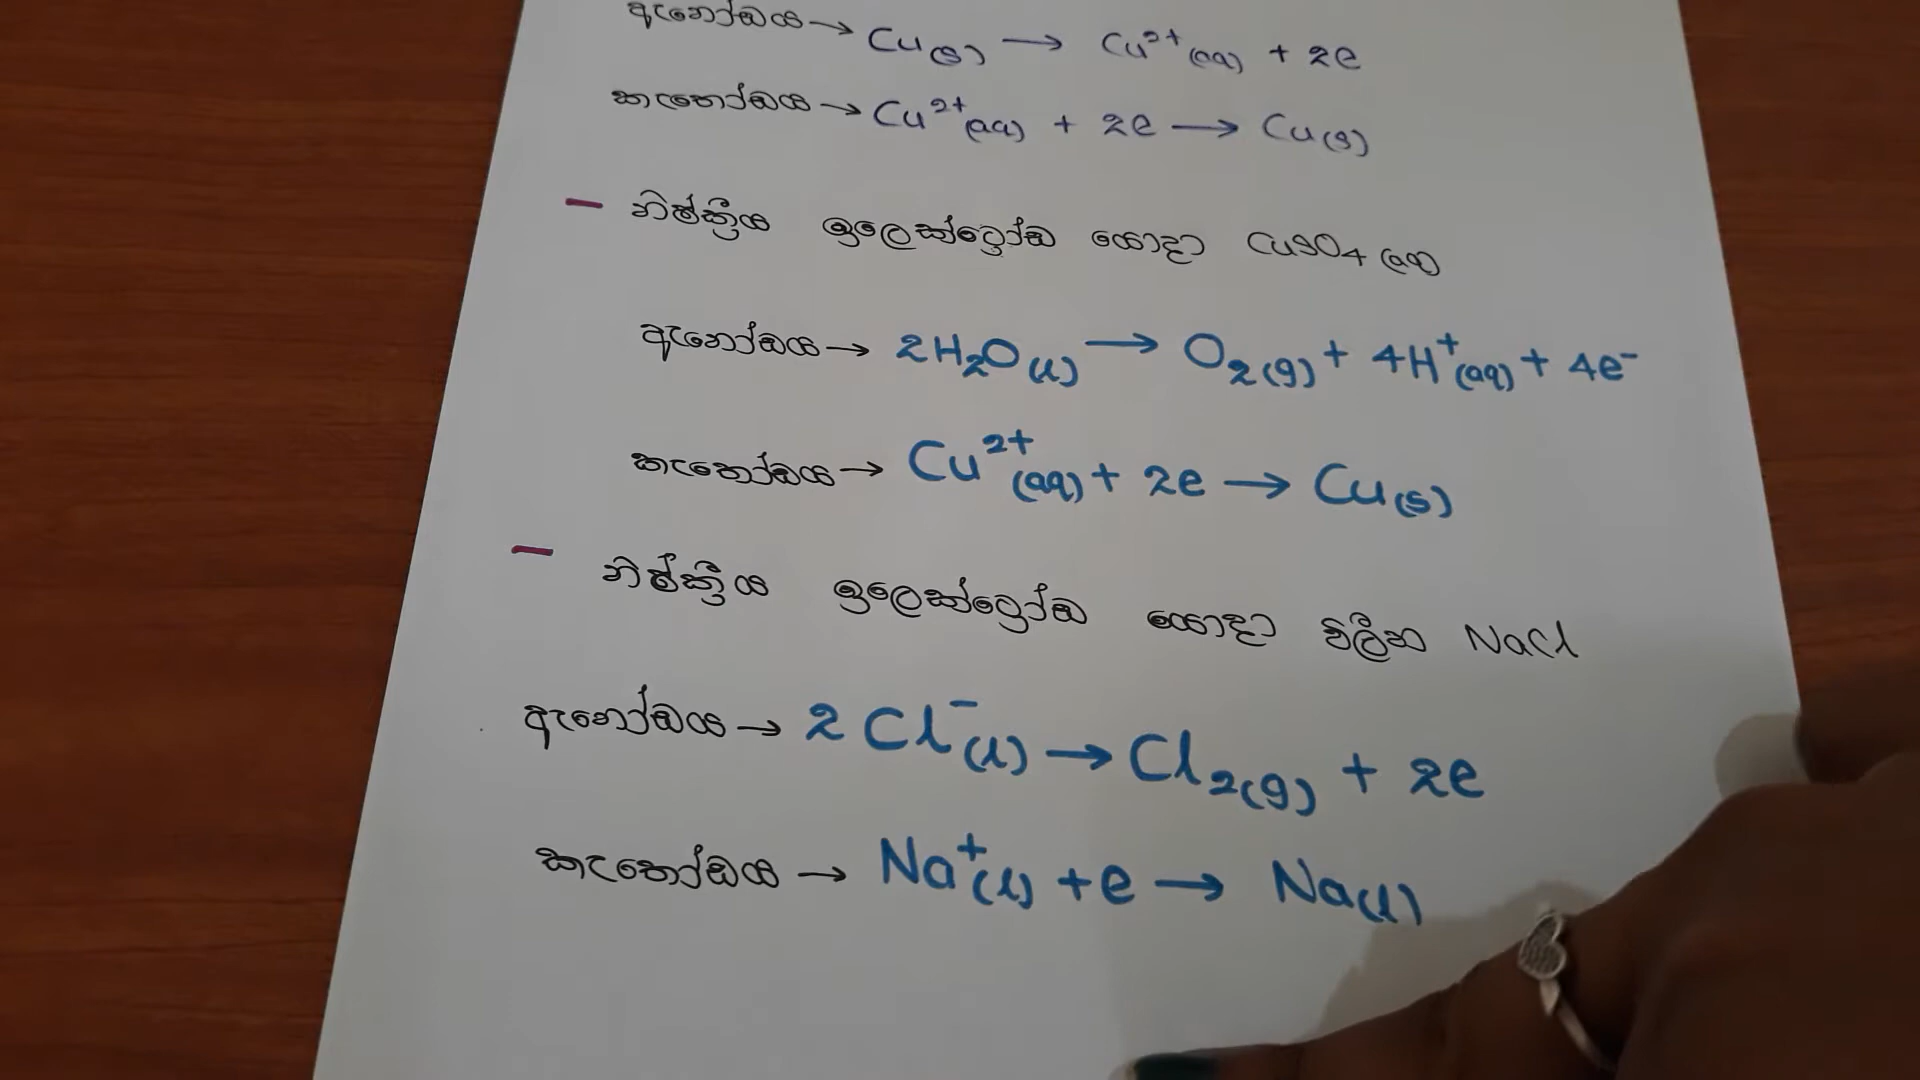 ඇනෝඩය → Cu(s) → Cu²⁺(aq) + 2e
කැතෝඩය → Cu²⁺(aq) + 2e → Cu(s)
– නිෂ්ක්‍රීය ඉලෙක්ට්‍රෝඩ යොදා CuSO₄ (aq)
ඇනෝඩය → 2H₂O(l) → O₂(g) + 4H⁺(aq) + 4e⁻
කැතෝඩය → Cu²⁺(aq) + 2e → Cu(s)
– නිෂ්ක්‍රීය ඉලෙක්ට්‍රෝඩ යොදා විලීන NaCl
ඇනෝඩය → 2Cl⁻(l) → Cl₂(g) + 2e
කැතෝඩය → Na⁺(l) + e → Na(l)